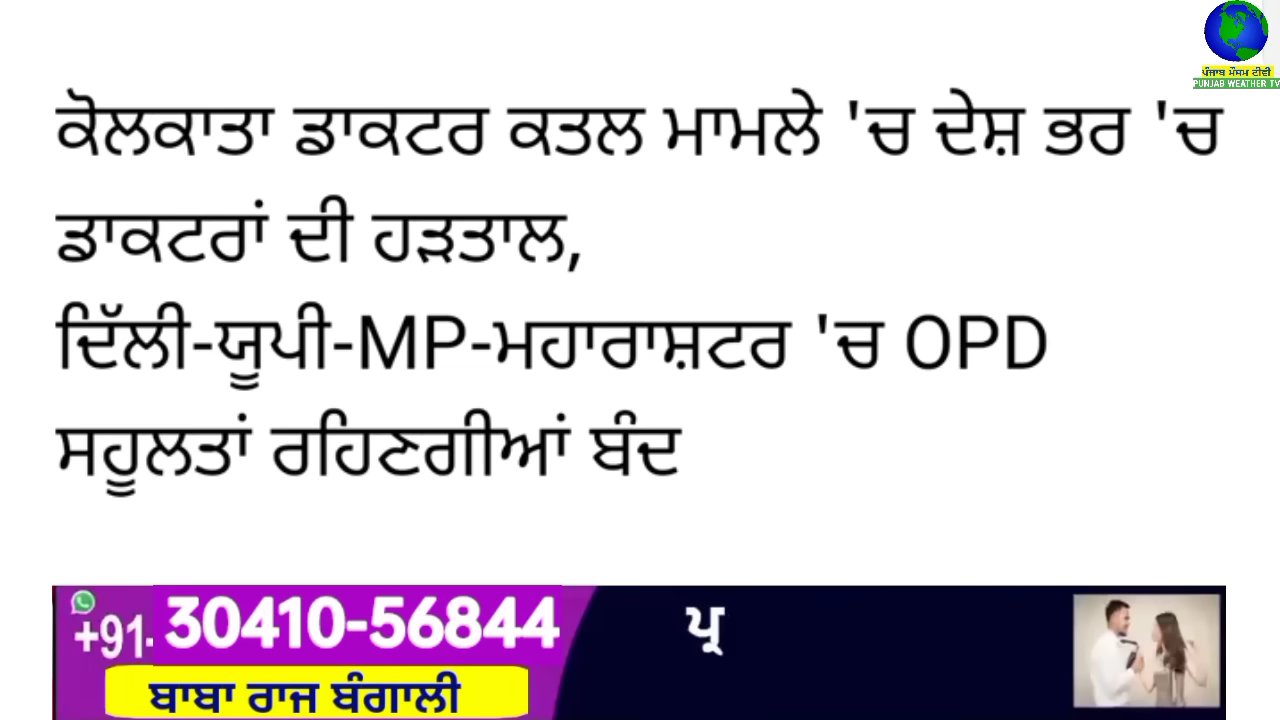 ਪੰਜਾਬ ਮੌਸਮ ਟੀਵੀ
PUNJAB WEATHER TV
ਕੋਲਕਾਤਾ ਡਾਕਟਰ ਕਤਲ ਮਾਮਲੇ 'ਚ ਦੇਸ਼ ਭਰ 'ਚ
ਡਾਕਟਰਾਂ ਦੀ ਹੜਤਾਲ,
ਦਿੱਲੀ-ਯੂਪੀ-MP-ਮਹਾਰਾਸ਼ਟਰ 'ਚ OPD
ਸਹੂਲਤਾਂ ਰਹਿਣਗੀਆਂ ਬੰਦ
+91. 30410-56844
ਪ੍ਰ
ਬਾਬਾ ਰਾਜ ਬੰਗਾਲੀ